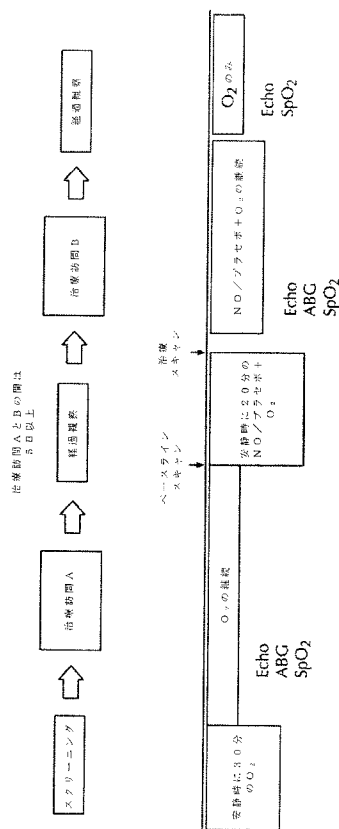 治療訪問AとBの間は
5日以上
スクリーニング
治療訪問A
経過観察
治療訪問B
経過観察
ベースライン
スキャン
治療
スキャン
安静時に30分
のO₂
O₂の継続
安静時に20分の
NO/プラセボ+
O₂
NO/プラセボ+O₂の継続
O₂のみ
Echo
ABG
SpO₂
Echo
ABG
SpO₂
Echo
SpO₂